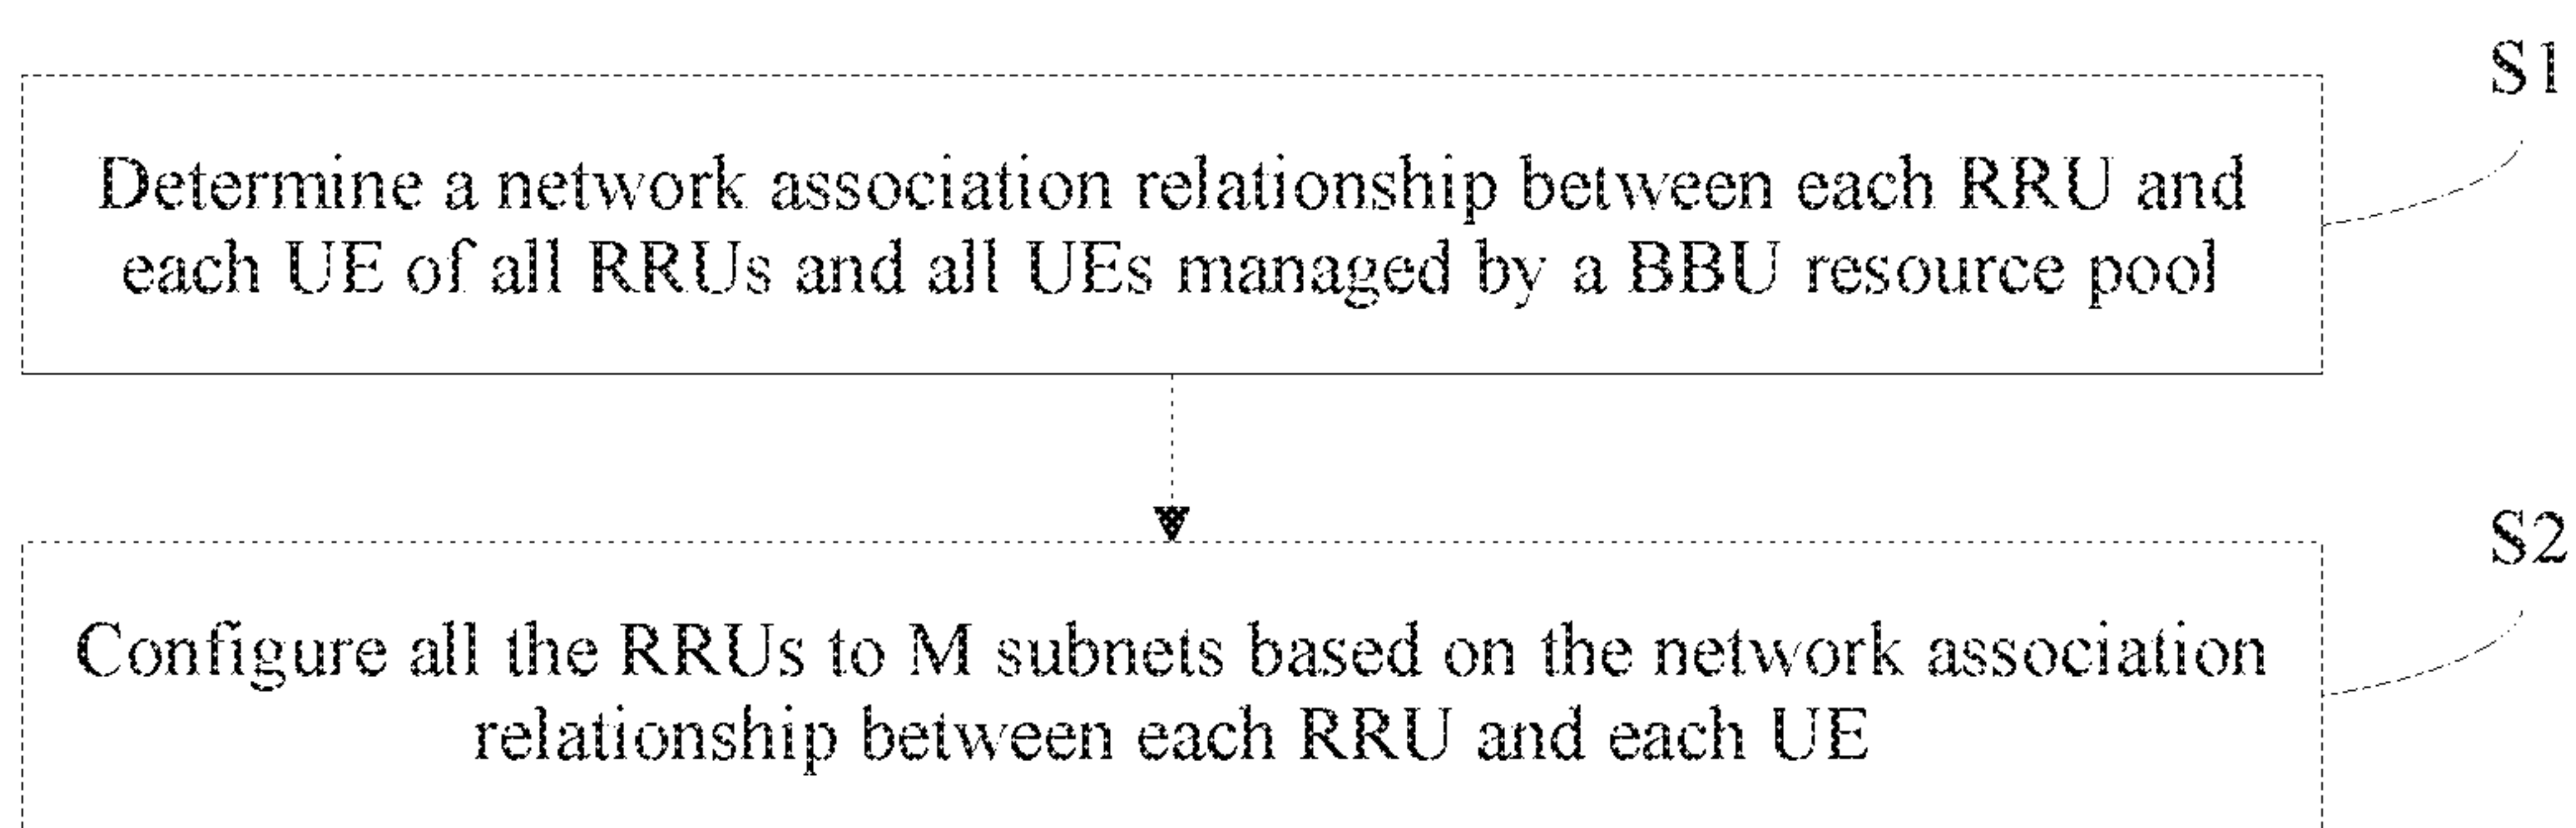 S1
Determine a network association relationship between each RRU and
each UE of all RRUs and all UEs managed by a BBU resource pool
S2
Configure all the RRUs to M subnets based on the network association
relationship between each RRU and each UE